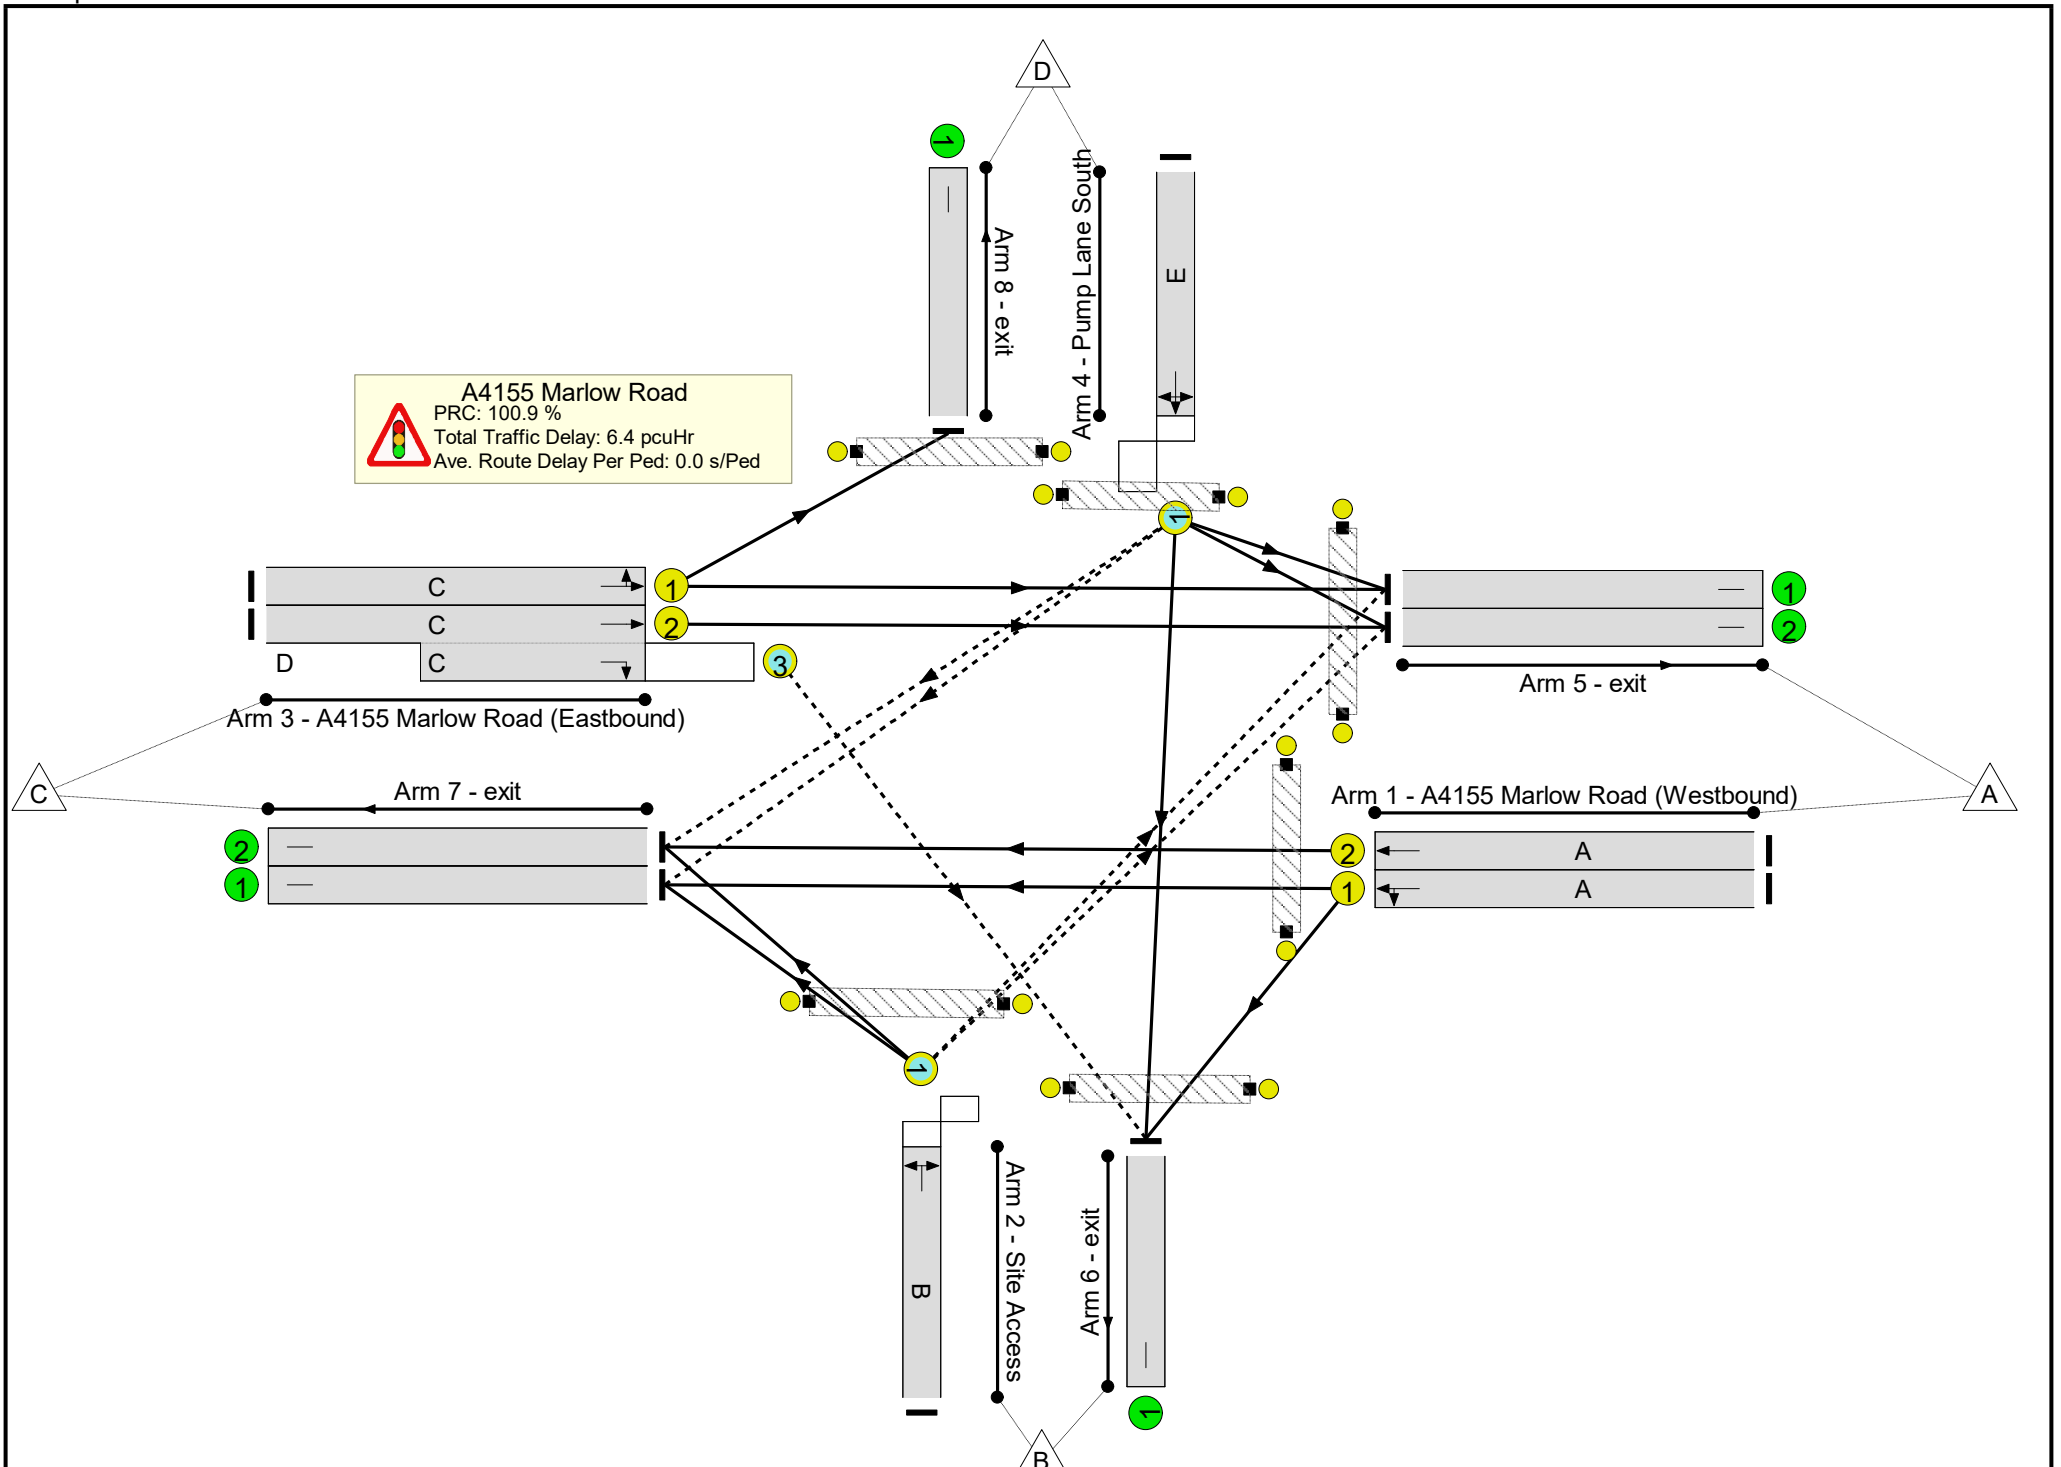 D
1
Arm 8 - exit
Arm 4 - Pump Lane South
E
A4155 Marlow Road
PRC: 100.9 %
Total Traffic Delay: 6.4 pcuHr
Ave. Route Delay Per Ped: 0.0 s/Ped
1
C
1
1
C
2
2
D
C
3
Arm 3 - A4155 Marlow Road (Eastbound)
Arm 5 - exit
C
Arm 7 - exit
Arm 1 - A4155 Marlow Road (Westbound)
A
2
2
A
1
1
A
1
Arm 2 - Site Access
Arm 6 - exit
B
1
B